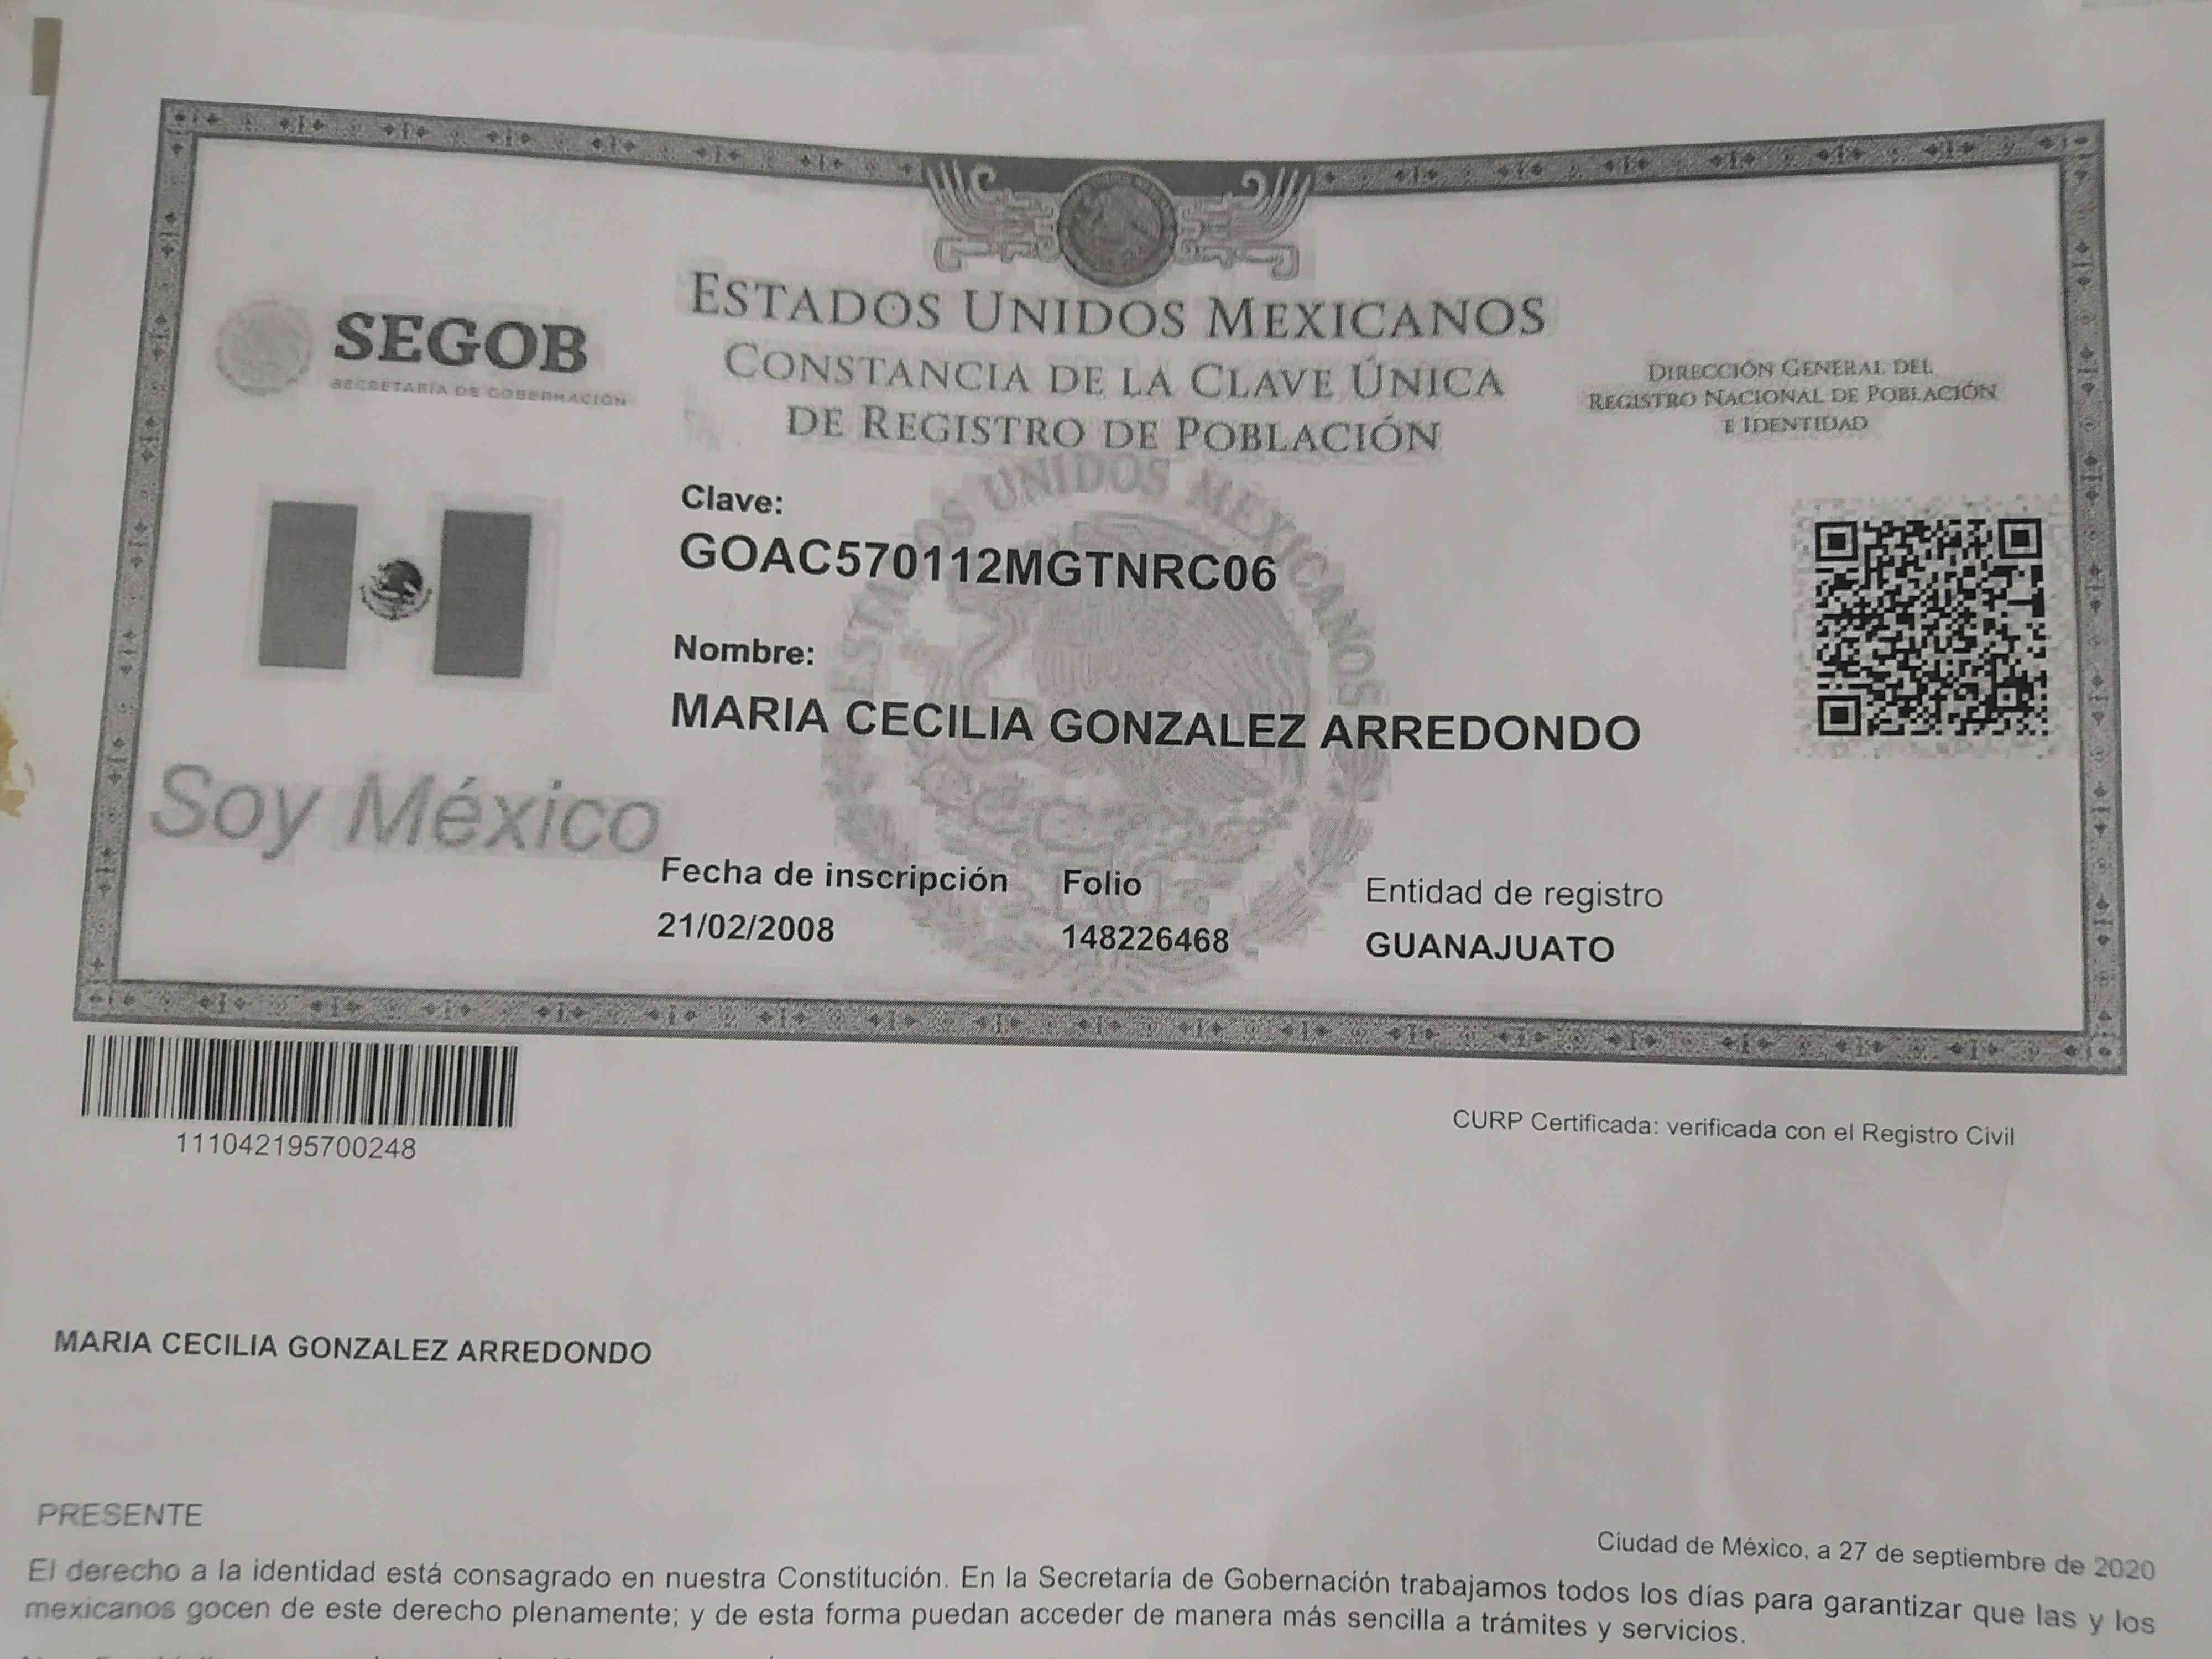 ESTADOS UNIDOS MEXICANOS
CONSTANCIA DE LA CLAVE ÚNICA
DE REGISTRO DE POBLACIÓN
SEGOB
SECRETARÍA DE GOBERNACIÓN
DIRECCIÓN GENERAL DEL
REGISTRO NACIONAL DE POBLACIÓN
E IDENTIDAD
ESTADOS UNIDOS MEXICANOS
Clave:
GOAC570112MGTNRC06
Nombre:
MARIA CECILIA GONZALEZ ARREDONDO
Soy México
Fecha de inscripción Folio Entidad de registro
21/02/2008 148226468 GUANAJUATO
111042195700248
CURP Certificada: verificada con el Registro Civil
MARIA CECILIA GONZALEZ ARREDONDO
PRESENTE
Ciudad de México, a 27 de septiembre de 2020
El derecho a la identidad está consagrado en nuestra Constitución. En la Secretaría de Gobernación trabajamos todos los días para garantizar que las y los
mexicanos gocen de este derecho plenamente; y de esta forma puedan acceder de manera más sencilla a trámites y servicios.